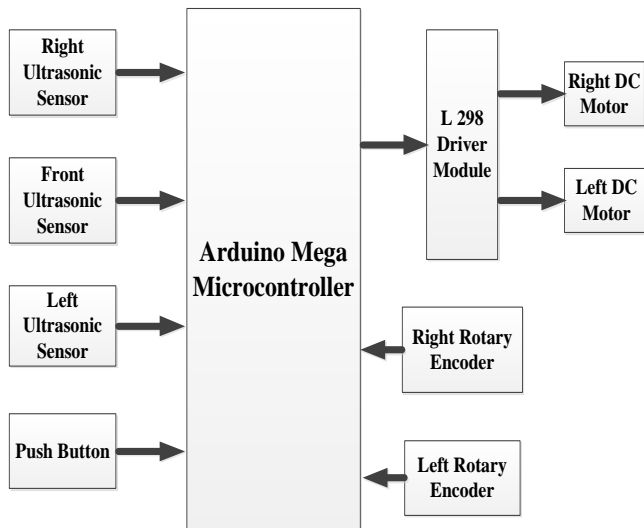 Right
Ultrasonic
Sensor
Front
Ultrasonic
Sensor
Left
Ultrasonic
Sensor
Push Button
Arduino Mega
Microcontroller
L 298
Driver
Module
Right DC
Motor
Left DC
Motor
Right Rotary
Encoder
Left Rotary
Encoder